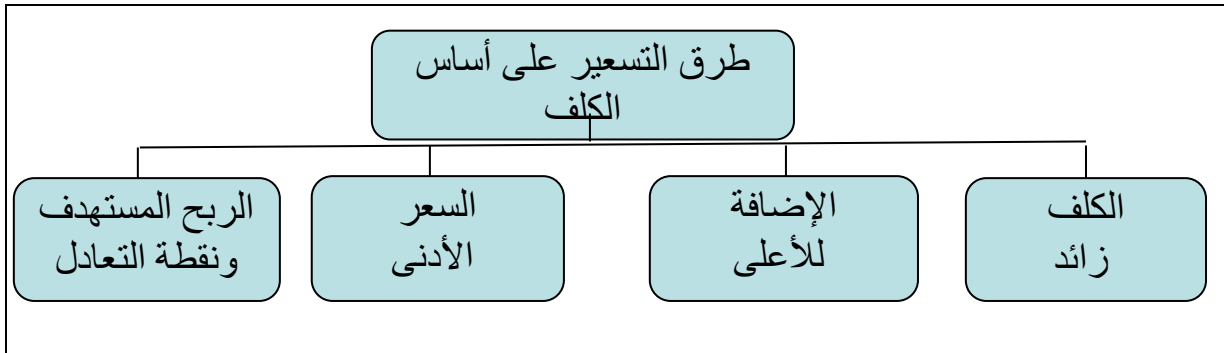 طرق التسعير على أساس
الكلف
الكلف
زائد
الإضافة
للأعلى
السعر
الأدنى
الربح المستهدف
ونقطة التعادل